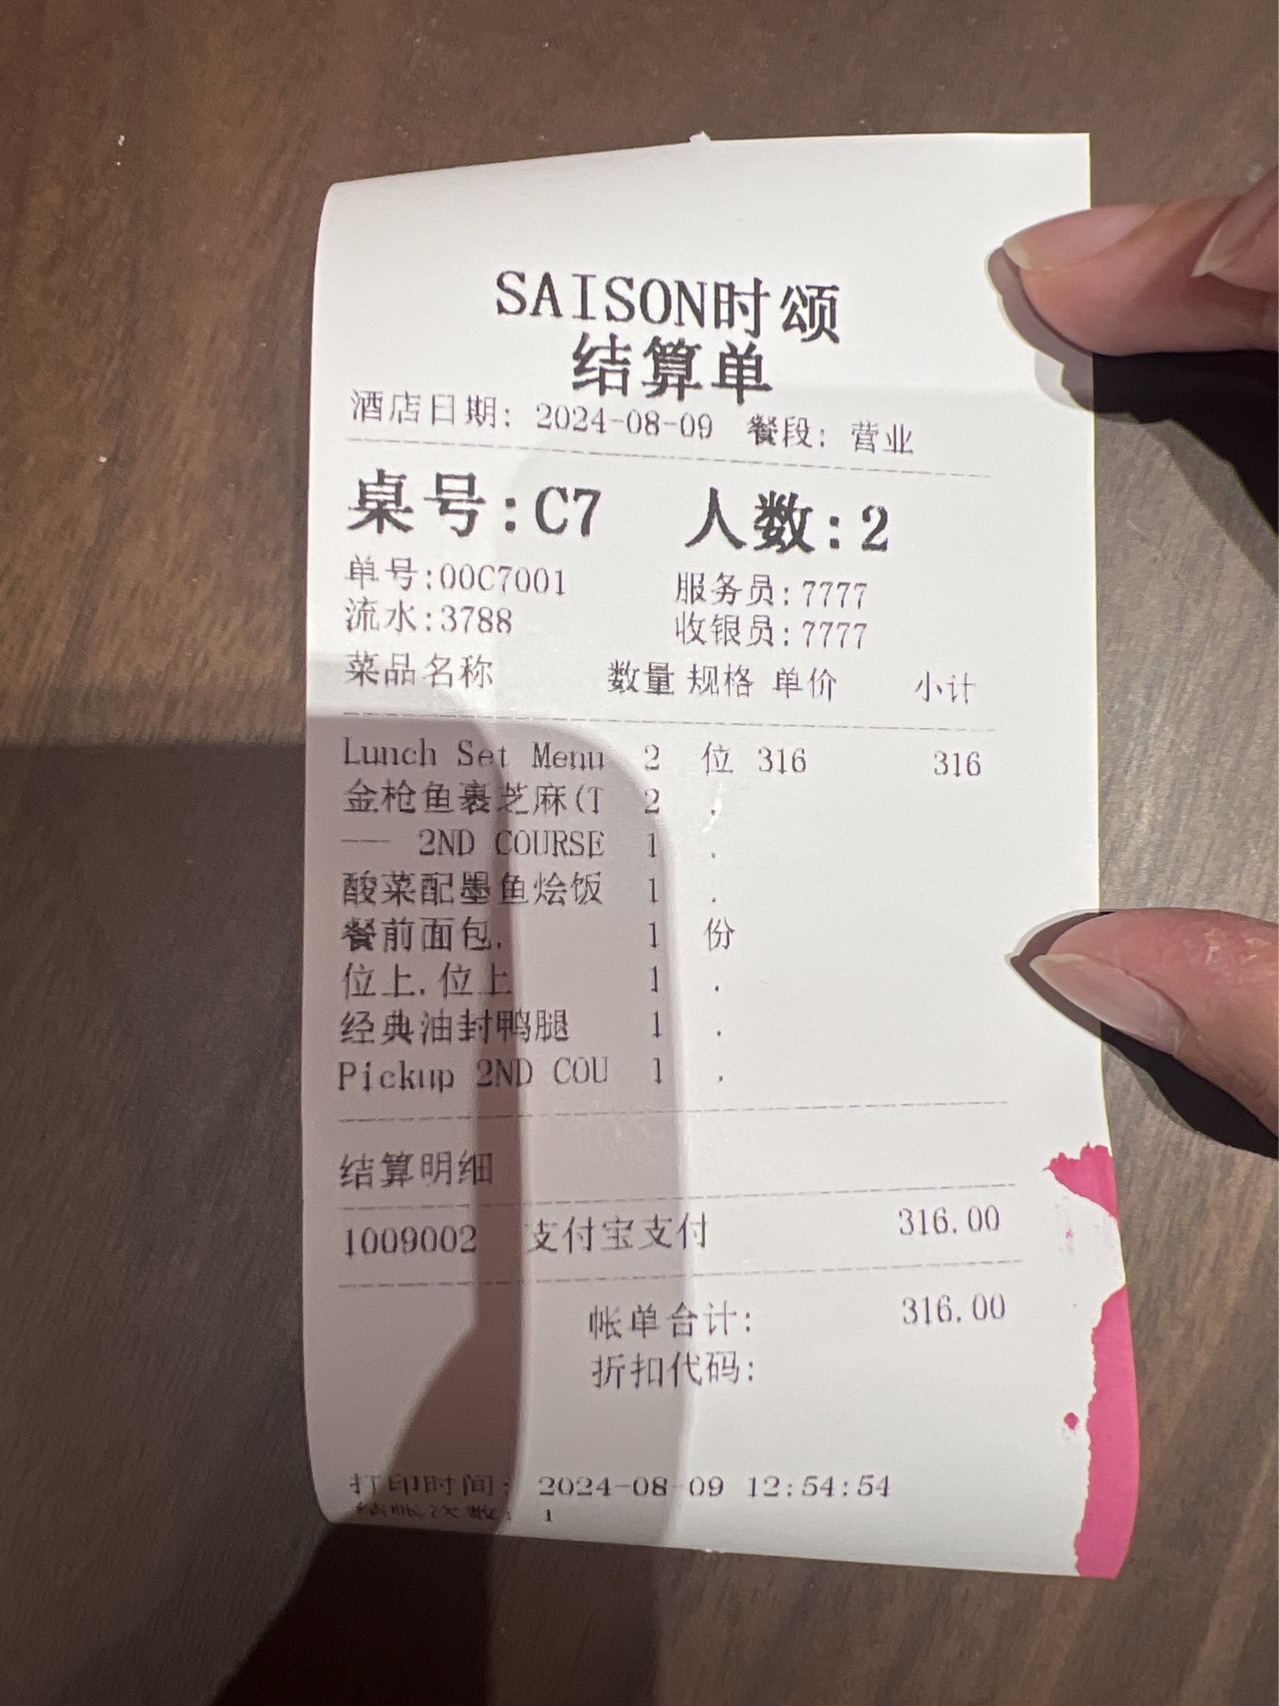 SAISON时颂
结算单
酒店日期: 2024-08-09 餐段: 营业
桌号:C7 人数:2
单号:00C7001 服务员:7777
流水:3788 收银员:7777
菜品名称 数量 规格 单价 小计
Lunch Set Menu 2 位 316 316
金枪鱼裹芝麻(T 2 .
—— 2ND COURSE 1 .
酸菜配墨鱼烩饭 1 .
餐前面包, 1 份
位上,位上 1 .
经典油封鸭腿 1 .
Pickup 2ND COU 1 .
结算明细
1009002 支付宝支付 316.00
帐单合计: 316.00
折扣代码:
打印时间: 2024-08-09 12:54:54
结帐次数: 1